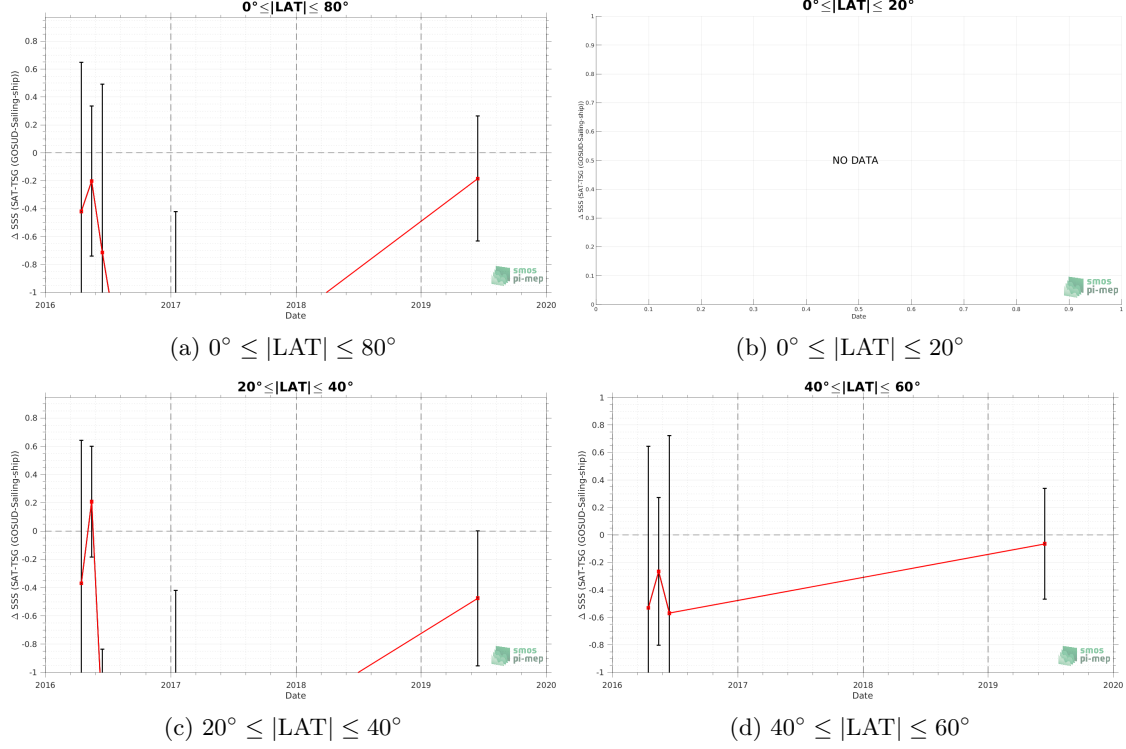 0°≤|LAT|≤ 80°
Δ SSS (SAT-TSG (GOSUD-Sailing-ship))
0.8
0.6
0.4
0.2
0
-0.2
-0.4
-0.6
-0.8
-1
2016
2017
2018
2019
2020
Date
smos
pi-mep
(a) 0° ≤ |LAT| ≤ 80°
0°≤|LAT|≤ 20°
Δ SSS (SAT-TSG (GOSUD-Sailing-ship))
1
0.9
0.8
0.7
0.6
0.5
0.4
0.3
0.2
0.1
0
NO DATA
0
0.1
0.2
0.3
0.4
0.5
0.6
0.7
0.8
0.9
1
Date
smos
pi-mep
(b) 0° ≤ |LAT| ≤ 20°
20°≤|LAT|≤ 40°
Δ SSS (SAT-TSG (GOSUD-Sailing-ship))
0.8
0.6
0.4
0.2
0
-0.2
-0.4
-0.6
-0.8
-1
2016
2017
2018
2019
2020
Date
smos
pi-mep
(c) 20° ≤ |LAT| ≤ 40°
40°≤|LAT|≤ 60°
Δ SSS (SAT-TSG (GOSUD-Sailing-ship))
1
0.8
0.6
0.4
0.2
0
-0.2
-0.4
-0.6
-0.8
-1
2016
2017
2018
2019
2020
Date
smos
pi-mep
(d) 40° ≤ |LAT| ≤ 60°